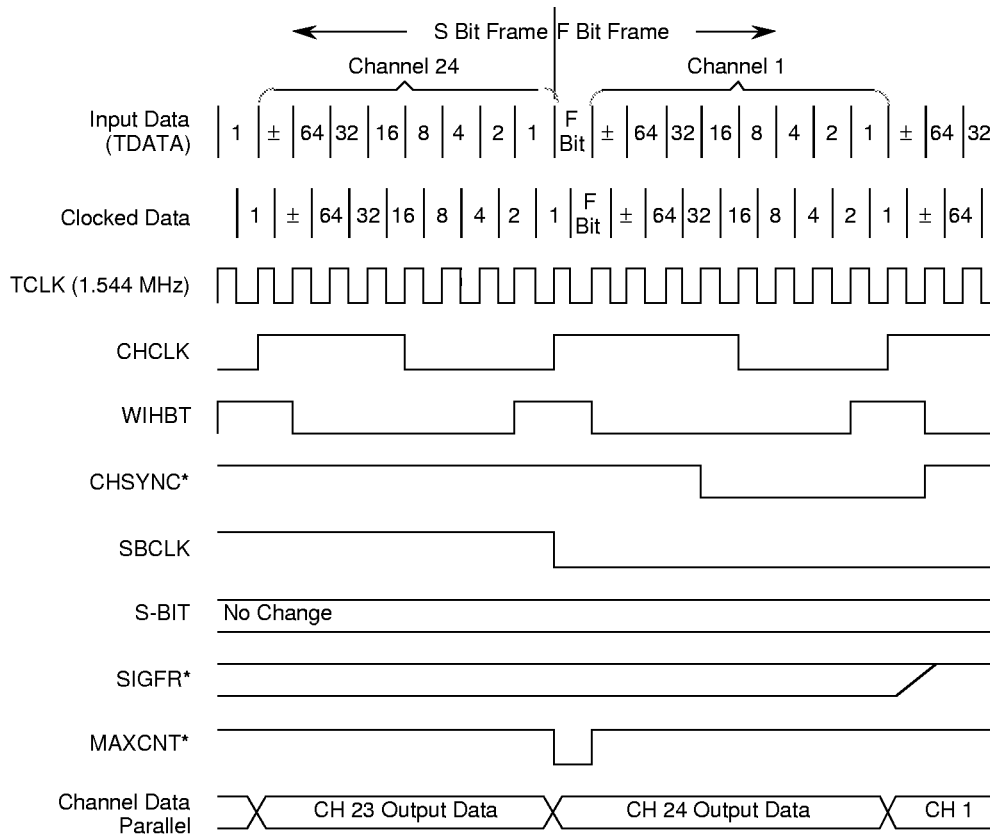 S Bit Frame F Bit Frame
Channel 24 Channel 1
Input Data (TDATA) 1 ± 64 32 16 8 4 2 1 F Bit ± 64 32 16 8 4 2 1 ± 64 32
Clocked Data 1 ± 64 32 16 8 4 2 1 F Bit ± 64 32 16 8 4 2 1 ± 64
TCLK (1.544 MHz)
CHCLK
WIHBT
CHSYNC*
SBCLK
S-BIT No Change
SIGFR*
MAXCNT*
Channel Data Parallel CH 23 Output Data CH 24 Output Data CH 1